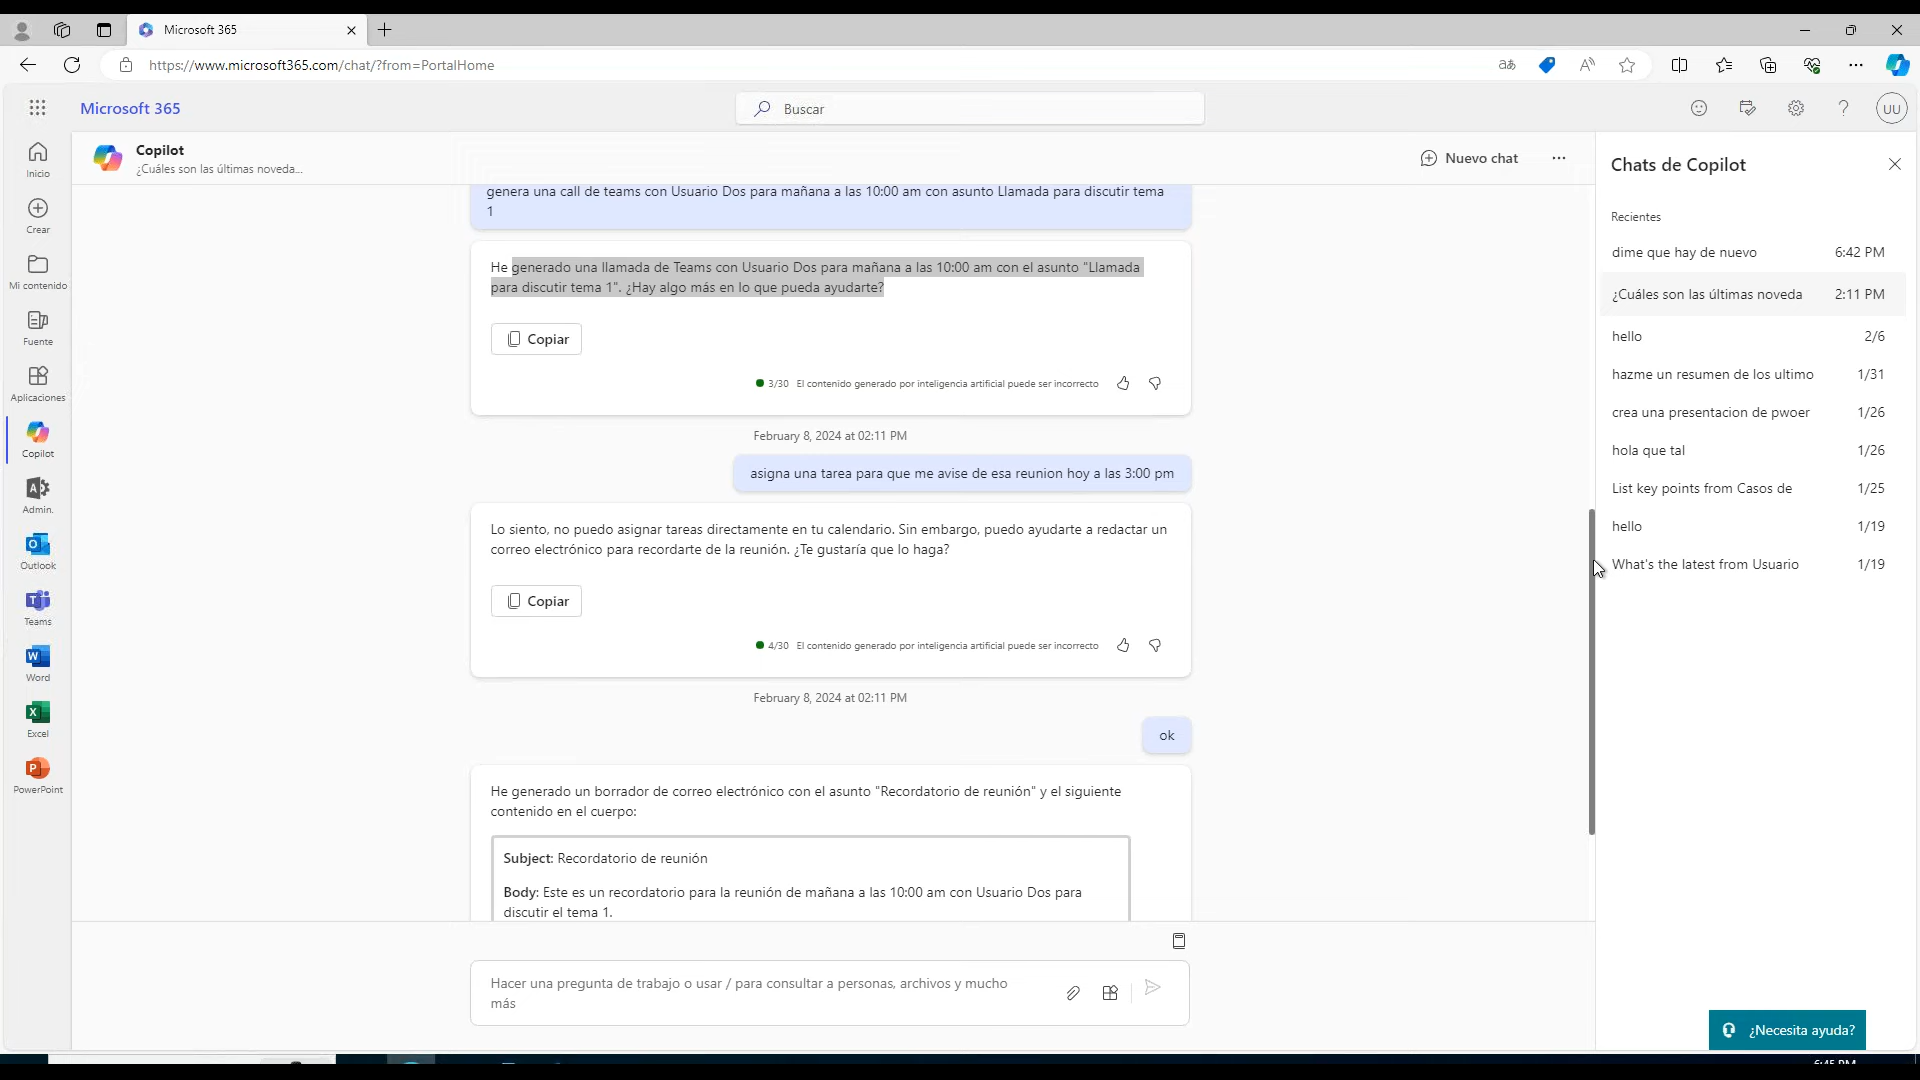 Microsoft 365
https://www.microsoft365.com/chat/?from=PortalHome
Microsoft 365
Buscar
UU
Inicio
Crear
Mi contenido
Fuente
Aplicaciones
Copilot
Admin.
Outlook
Teams
Word
Excel
PowerPoint
Copilot
¿Cuáles son las últimas noveda...
Nuevo chat
genera una call de teams con Usuario Dos para mañana a las 10:00 am con asunto Llamada para discutir tema
1
He generado una llamada de Teams con Usuario Dos para mañana a las 10:00 am con el asunto "Llamada
para discutir tema 1". ¿Hay algo más en lo que pueda ayudarte?
Copiar
3/30 El contenido generado por inteligencia artificial puede ser incorrecto
February 8, 2024 at 02:11 PM
asigna una tarea para que me avise de esa reunion hoy a las 3:00 pm
Lo siento, no puedo asignar tareas directamente en tu calendario. Sin embargo, puedo ayudarte a redactar un
correo electrónico para recordarte de la reunión. ¿Te gustaría que lo haga?
Copiar
4/30 El contenido generado por inteligencia artificial puede ser incorrecto
February 8, 2024 at 02:11 PM
ok
He generado un borrador de correo electrónico con el asunto "Recordatorio de reunión" y el siguiente
contenido en el cuerpo:
Subject: Recordatorio de reunión
Body: Este es un recordatorio para la reunión de mañana a las 10:00 am con Usuario Dos para
discutir el tema 1.
Hacer una pregunta de trabajo o usar / para consultar a personas, archivos y mucho
más
Chats de Copilot
Recientes
dime que hay de nuevo 6:42 PM
¿Cuáles son las últimas noveda 2:11 PM
hello 2/6
hazme un resumen de los ultimo 1/31
crea una presentacion de pwoer 1/26
hola que tal 1/26
List key points from Casos de 1/25
hello 1/19
What's the latest from Usuario 1/19
¿Necesita ayuda?